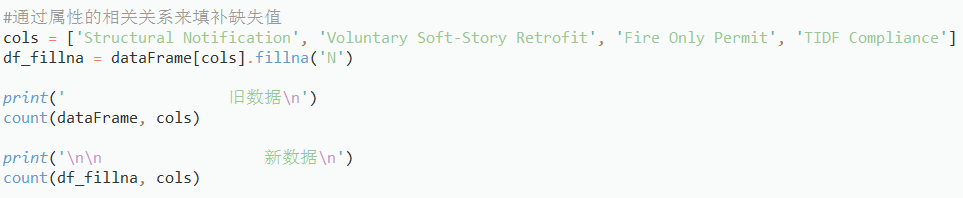 #通过属性的相关关系来填补缺失值
cols = ['Structural Notification', 'Voluntary Soft-Story Retrofit', 'Fire Only Permit', 'TIDF Compliance']
df_fillna = dataFrame[cols].fillna('N')
print('                  旧数据\n')
count(dataFrame, cols)
print('\n\n                  新数据\n')
count(df_fillna, cols)